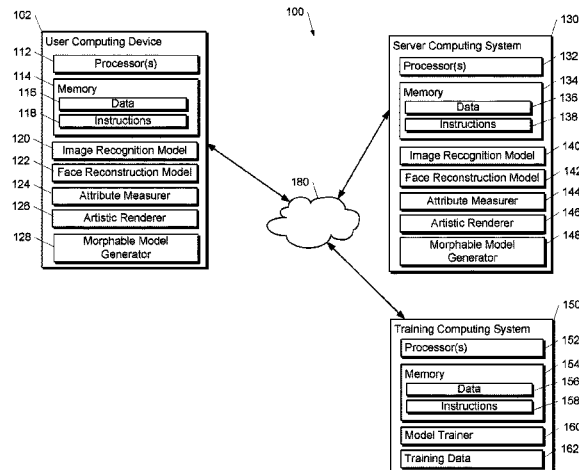 100
102
User Computing Device
112
Processor(s)
114
Memory
116
Data
118
Instructions
120
Image Recognition Model
122
Face Reconstruction Model
124
Attribute Measurer
126
Artistic Renderer
128
Morphable Model
Generator
180
130
Server Computing System
132
Processor(s)
134
Memory
136
Data
138
Instructions
140
Image Recognition Model
142
Face Reconstruction Model
144
Attribute Measurer
146
Artistic Renderer
148
Morphable Model
Generator
150
Training Computing System
152
Processor(s)
154
Memory
156
Data
158
Instructions
160
Model Trainer
162
Training Data